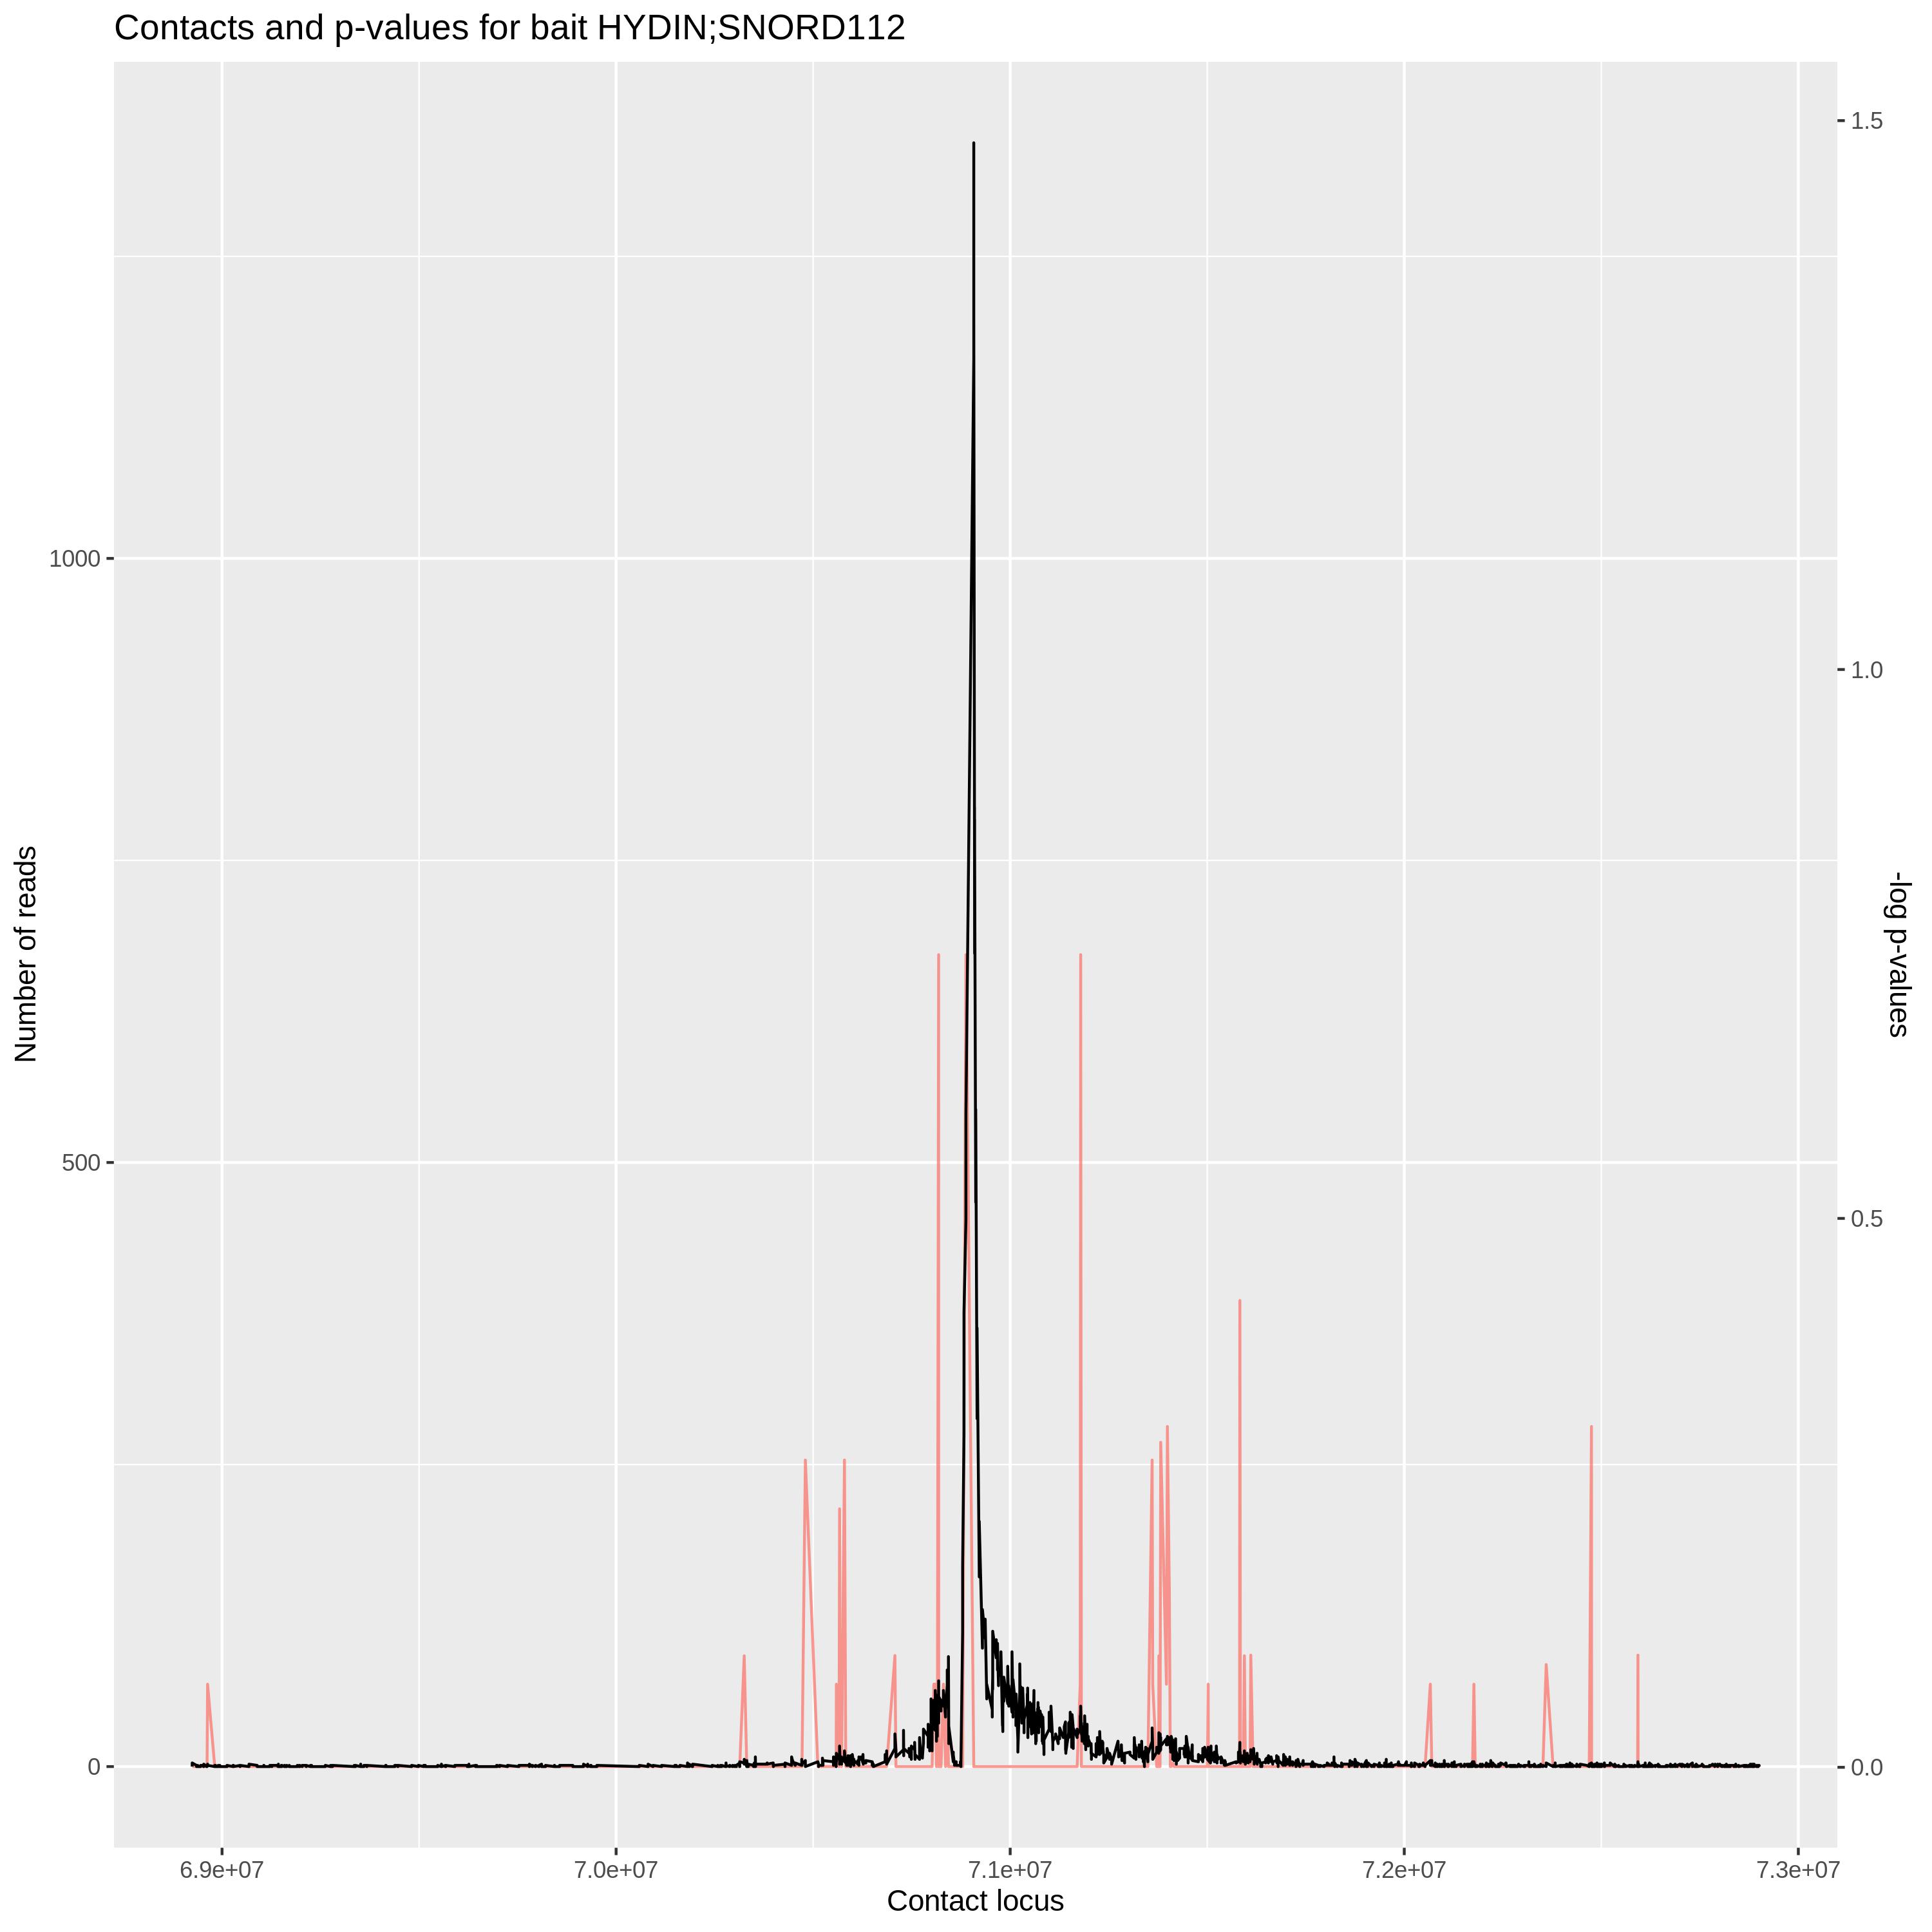 Contacts and p-values for bait HYDIN;SNORD112
1.5
1000
1.0
Number of reads
-log p-values
500
0.5
0
0.0
6.9e+07
7.0e+07
7.1e+07
7.2e+07
7.3e+07
Contact locus